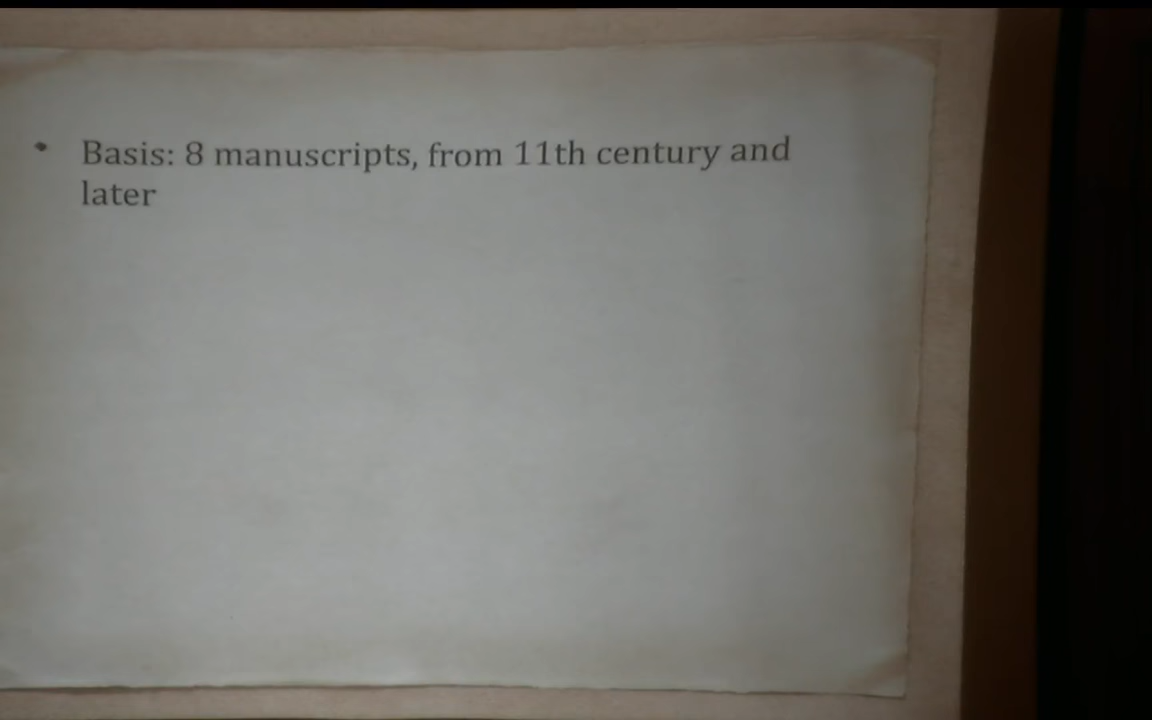 • Basis: 8 manuscripts, from 11th century and
later